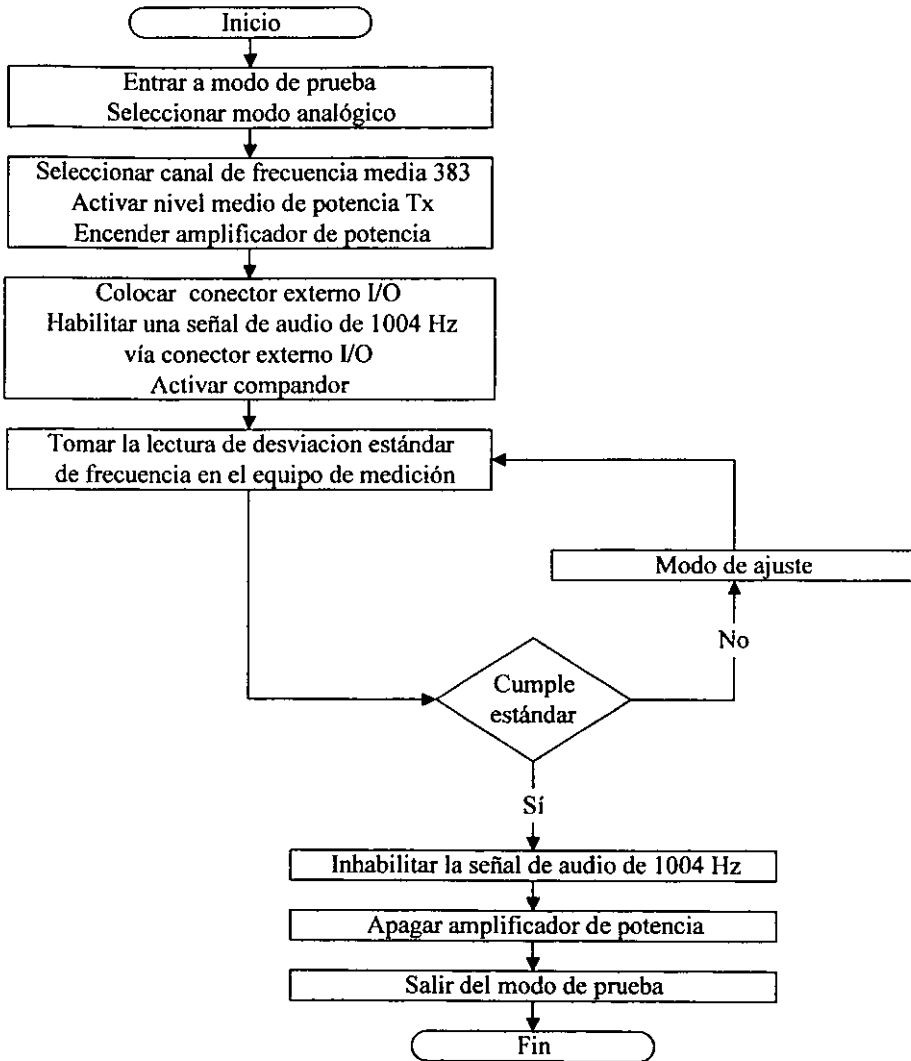 Inicio
Entrar a modo de prueba
Seleccionar modo analógico
Seleccionar canal de frecuencia media 383
Activar nivel medio de potencia Tx
Encender amplificador de potencia
Colocar conector externo I/O
Habilitar una señal de audio de 1004 Hz
vía conector externo I/O
Activar compandor
Tomar la lectura de desviacion estándar
de frecuencia en el equipo de medición
Modo de ajuste
No
Cumple
estándar
Sí
Inhabilitar la señal de audio de 1004 Hz
Apagar amplificador de potencia
Salir del modo de prueba
Fin